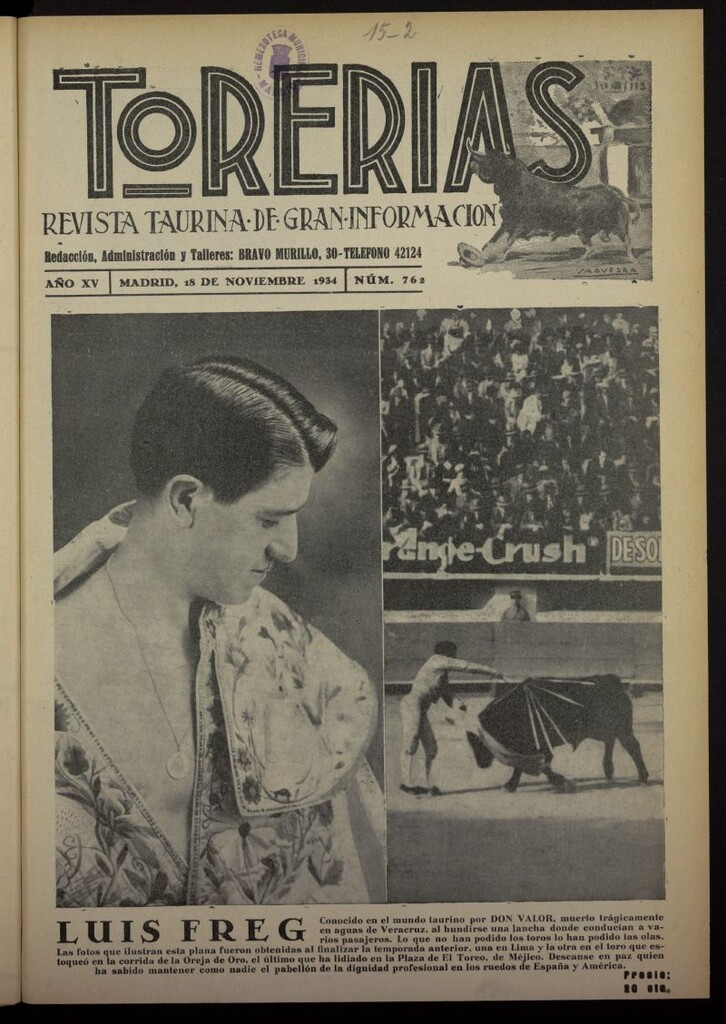 15-2
HEMEROTECA MUNICIPAL
TORERIAS
REVISTA TAURINA·DE·GRAN·INFORMACION
SAAVEDRA
Redacción, Administración y Talleres: BRAVO MURILLO, 30-TELEFONO 42124
AÑO XV MADRID, 18 DE NOVIEMBRE 1934 NÚM. 762
range-Crush DESO
LUIS FREG
Conocido en el mundo taurino por DON VALOR, muerto trágicamente
en aguas de Veracruz, al hundirse una lancha donde conducían a va-
rios pasajeros. Lo que no han podido los toros lo han podido las olas.
Las fotos que ilustran esta plana fueron obtenidas al finalizar la temporada anterior, una en Lima y la otra en el toro que es-
toqueó en la corrida de la Oreja de Oro, el último que ha lidiado en la Plaza de El Toreo, de Méjico. Descanse en paz quien
ha sabido mantener como nadie el pabellón de la dignidad profesional en los ruedos de España y América.
Precio:
20 cts.